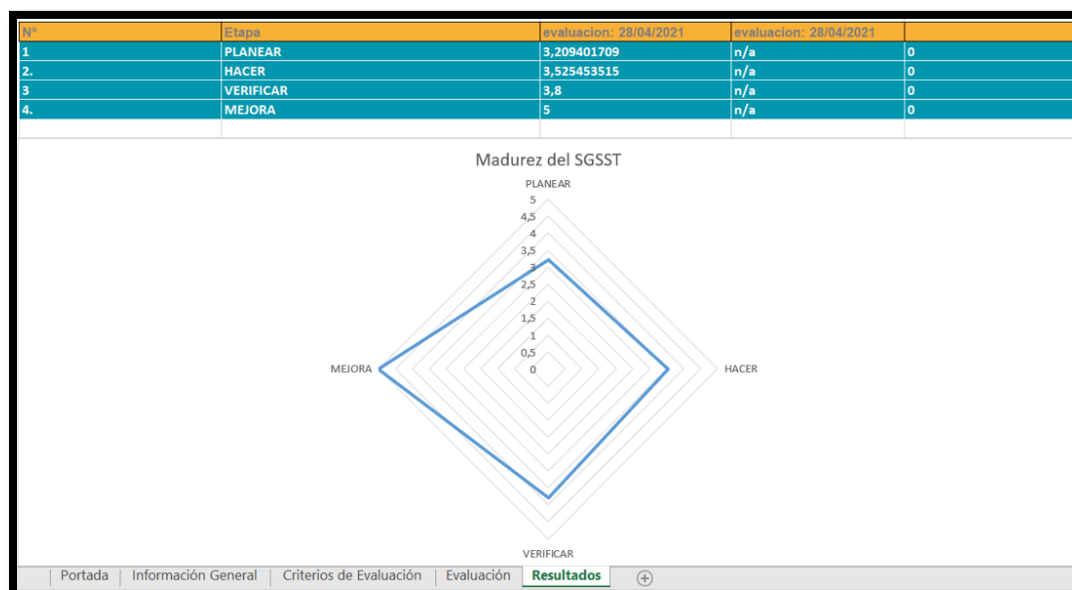 Nº Etapa evaluacion: 28/04/2021 evaluacion: 28/04/2021
1 PLANEAR 3,209401709 n/a 0
2. HACER 3,525453515 n/a 0
3 VERIFICAR 3,8 n/a 0
4. MEJORA 5 n/a 0
Madurez del SGSST
PLANEAR
5
4,5
4
3,5
3
2,5
2
1,5
1
0,5
MEJORA 0 HACER
VERIFICAR
Portada Información General Criterios de Evaluación Evaluación Resultados